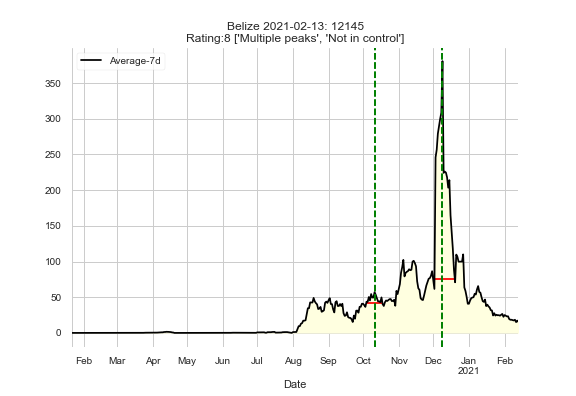 Belize 2021-02-13: 12145
Rating:8 ['Multiple peaks', 'Not in control']
Average-7d
350
300
250
200
150
100
50
0
Feb Mar Apr May Jun Jul Aug Sep Oct Nov Dec Jan Feb
2021
Date